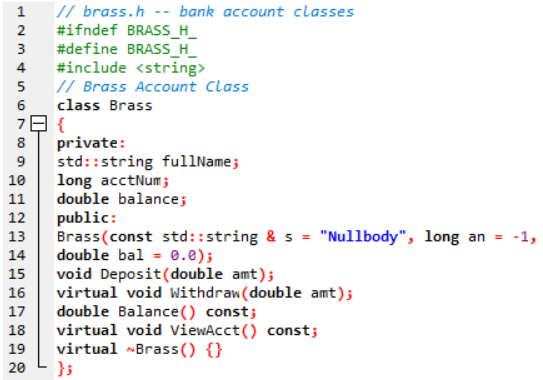 1 // brass.h -- bank account classes
2 #ifndef BRASS_H_
3 #define BRASS_H_
4 #include <string>
5 // Brass Account Class
6 class Brass
7 {
8 private:
9 std::string fullName;
10 long acctNum;
11 double balance;
12 public:
13 Brass(const std::string & s = "Nullbody", long an = -1,
14 double bal = 0.0);
15 void Deposit(double amt);
16 virtual void Withdraw(double amt);
17 double Balance() const;
18 virtual void ViewAcct() const;
19 virtual ~Brass() {}
20 };